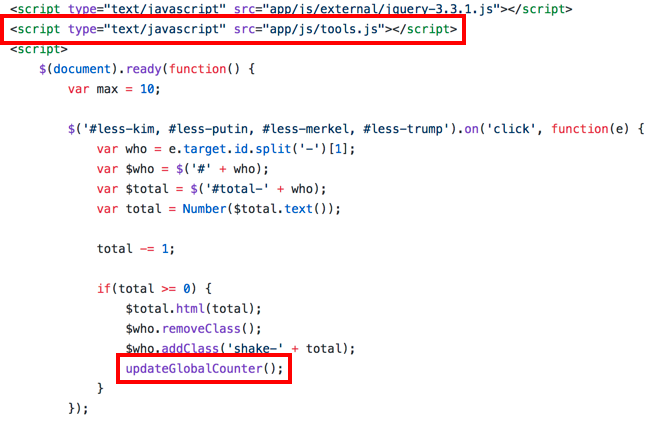 <script type="text/javascript" src="app/js/external/jquery-3.3.1.js"></script>
<script type="text/javascript" src="app/js/tools.js"></script>
<script>
    $(document).ready(function() {
        var max = 10;

        $('#less-kim, #less-putin, #less-merkel, #less-trump').on('click', function(e) {
            var who = e.target.id.split('-')[1];
            var $who = $('#' + who);
            var $total = $('#total-' + who);
            var total = Number($total.text());

            total -= 1;

            if(total >= 0) {
                $total.html(total);
                $who.removeClass();
                $who.addClass('shake-' + total);
                updateGlobalCounter();
            }
        });